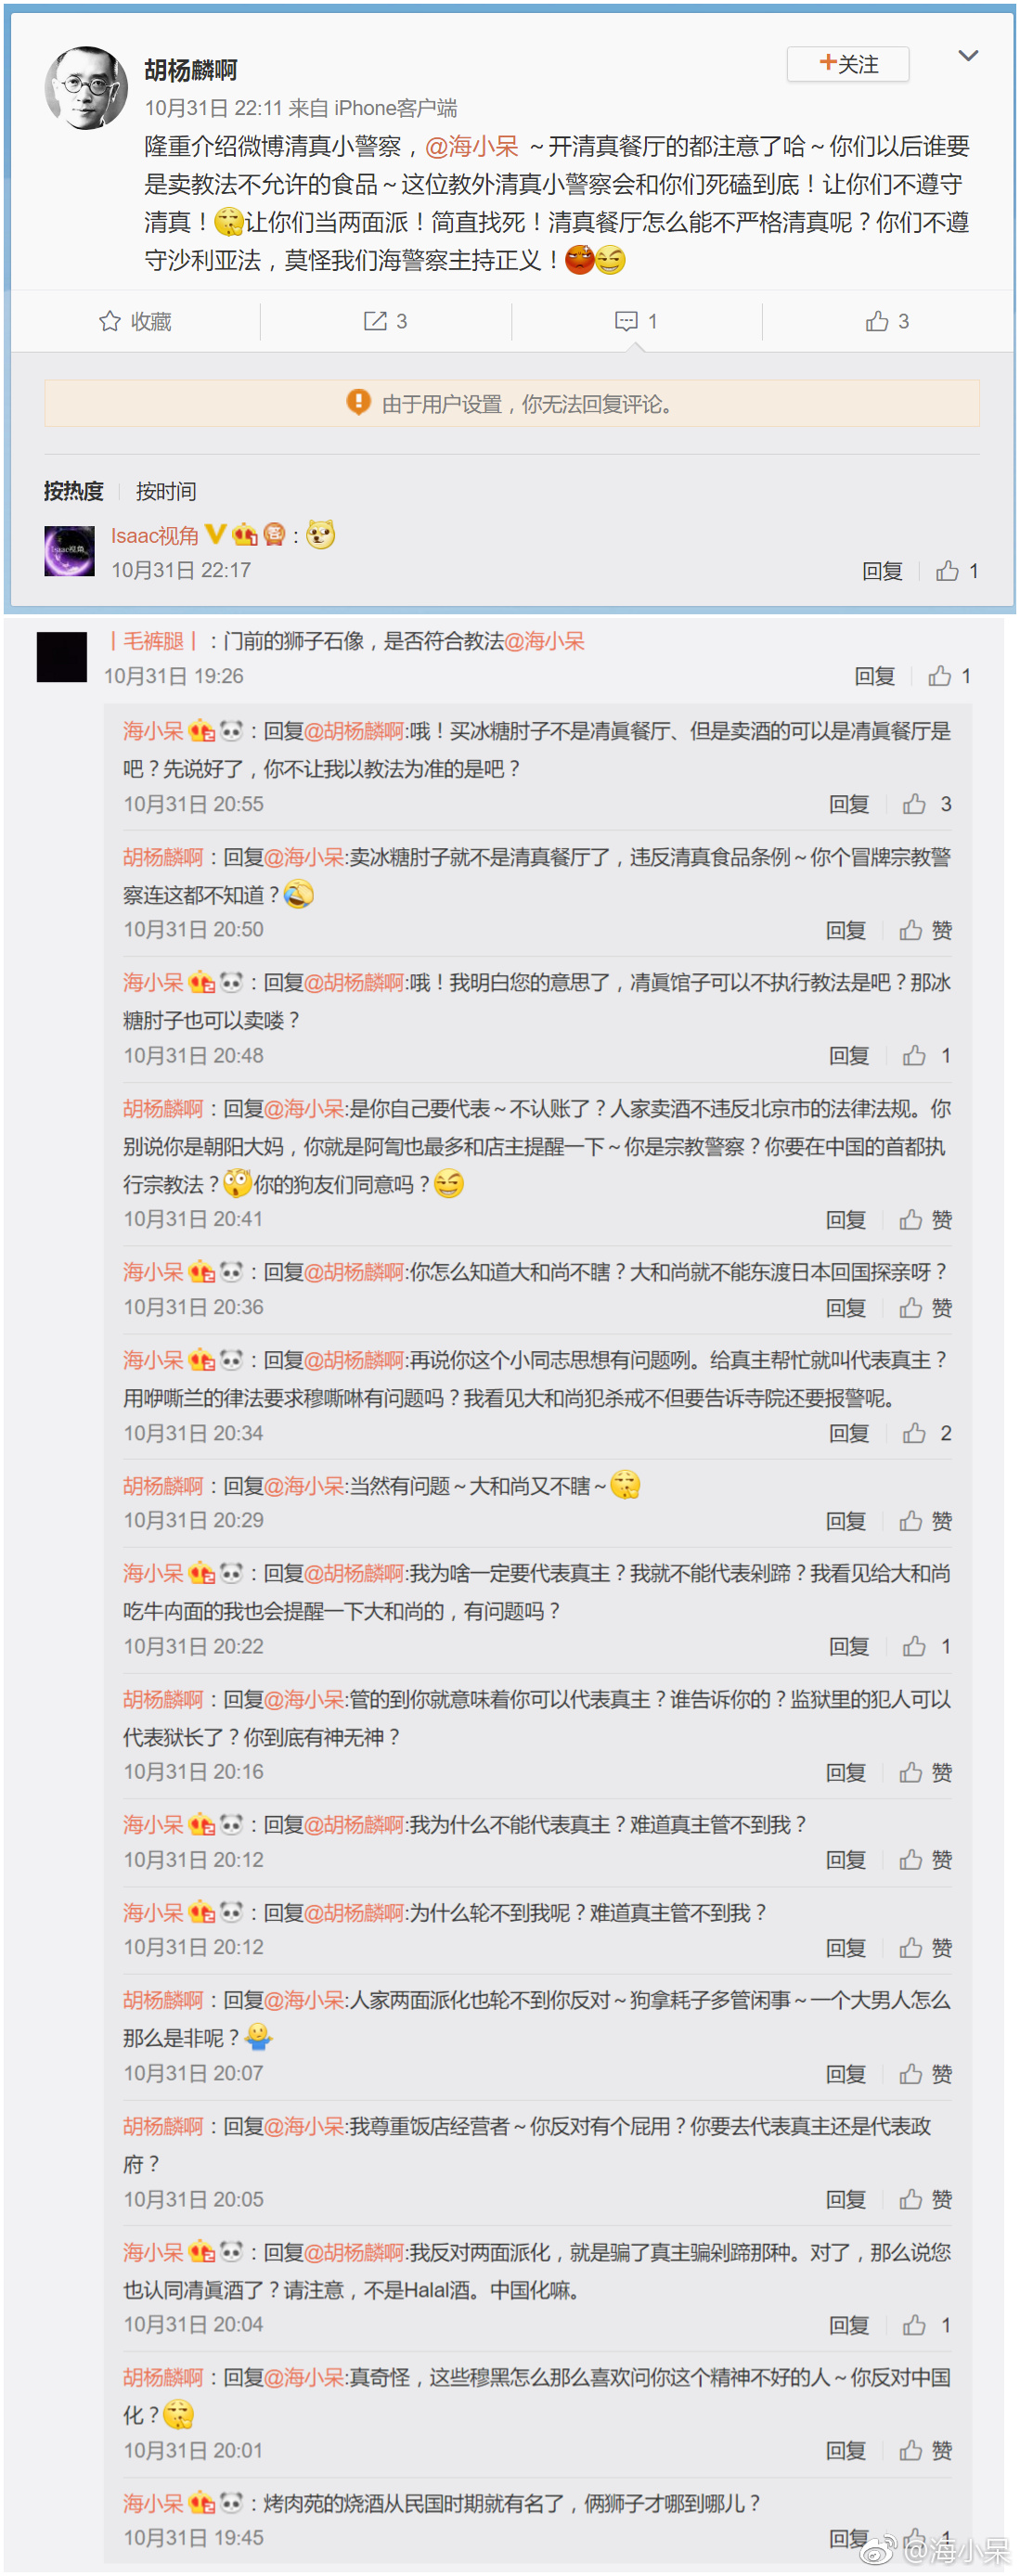 胡杨麟啊
+关注
10月31日 22:11 来自 iPhone客户端
隆重介绍微博清真小警察，@海小呆 ～开清真餐厅的都注意了哈～你们以后谁要
是卖教法不允许的食品～这位教外清真小警察会和你们死磕到底！让你们不遵守
清真！让你们当两面派！简直找死！清真餐厅怎么能不严格清真呢？你们不遵
守沙利亚法，莫怪我们海警察主持正义！
收藏 3 1 3
由于用户设置，你无法回复评论。
按热度 按时间
Isaac视角 V：
10月31日 22:17 回复 1
丨毛裤腿丨：门前的狮子石像，是否符合教法@海小呆
10月31日 19:26 回复 1
海小呆：回复@胡杨麟啊:哦！买冰糖肘子不是凊眞餐厅、但是卖酒的可以是凊眞餐厅是
吧？先说好了，你不让我以教法为准的是吧？
10月31日 20:55 回复 3
胡杨麟啊：回复@海小呆:卖冰糖肘子就不是清真餐厅了，违反清真食品条例～你个冒牌宗教警
察连这都不知道？
10月31日 20:50 回复 赞
海小呆：回复@胡杨麟啊:哦！我明白您的意思了，凊眞馆子可以不执行教法是吧？那冰
糖肘子也可以卖喽？
10月31日 20:48 回复 1
胡杨麟啊：回复@海小呆:是你自己要代表～不认账了？人家卖酒不违反北京市的法律法规。你
别说你是朝阳大妈，你就是阿訇也最多和店主提醒一下～你是宗教警察？你要在中国的首都执
行宗教法？你的狗友们同意吗？
10月31日 20:41 回复 赞
海小呆：回复@胡杨麟啊:你怎么知道大和尚不瞎？大和尚就不能东渡日本回国探亲呀？
10月31日 20:36 回复 赞
海小呆：回复@胡杨麟啊:再说你这个小同志思想有问题咧。给真主帮忙就叫代表真主？
用咿嘶兰的律法要求穆嘶啉有问题吗？我看见大和尚犯杀戒不但要告诉寺院还要报警呢。
10月31日 20:34 回复 2
胡杨麟啊：回复@海小呆:当然有问题～大和尚又不瞎～
10月31日 20:29 回复 赞
海小呆：回复@胡杨麟啊:我为啥一定要代表真主？我就不能代表剁蹄？我看见给大和尚
吃牛禸面的我也会提醒一下大和尚的，有问题吗？
10月31日 20:22 回复 1
胡杨麟啊：回复@海小呆:管的到你就意味着你可以代表真主？谁告诉你的？监狱里的犯人可以
代表狱长了？你到底有神无神？
10月31日 20:16 回复 赞
海小呆：回复@胡杨麟啊:我为什么不能代表真主？难道真主管不到我？
10月31日 20:12 回复 赞
海小呆：回复@胡杨麟啊:为什么轮不到我呢？难道真主管不到我？
10月31日 20:12 回复 赞
胡杨麟啊：回复@海小呆:人家两面派化也轮不到你反对～狗拿耗子多管闲事～一个大男人怎么
那么是非呢？
10月31日 20:07 回复 赞
胡杨麟啊：回复@海小呆:我尊重饭店经营者～你反对有个屁用？你要去代表真主还是代表政
府？
10月31日 20:05 回复 赞
海小呆：回复@胡杨麟啊:我反对两面派化，就是骗了真主骗剁蹄那种。对了，那么说您
也认同凊眞酒了？请注意，不是Halal酒。中国化嘛。
10月31日 20:04 回复 1
胡杨麟啊：回复@海小呆:真奇怪，这些穆黑怎么那么喜欢问你这个精神不好的人～你反对中国
化？
10月31日 20:01 回复 赞
海小呆：烤肉苑的烧酒从民国时期就有名了，俩狮子才哪到哪儿？
10月31日 19:45 回复 1
@海小呆